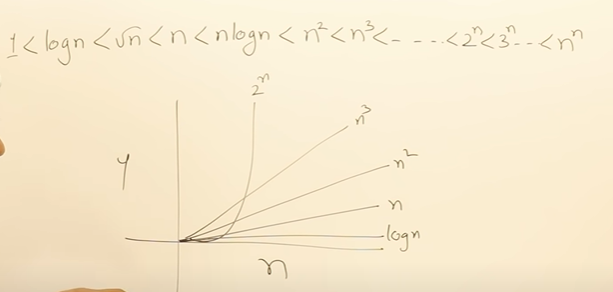 1 < logn < √n < n < nlogn < n² < n³ < - - - - - < 2ⁿ < 3ⁿ - - < nⁿ
2ⁿ
n³
n²
y
n
logn
n